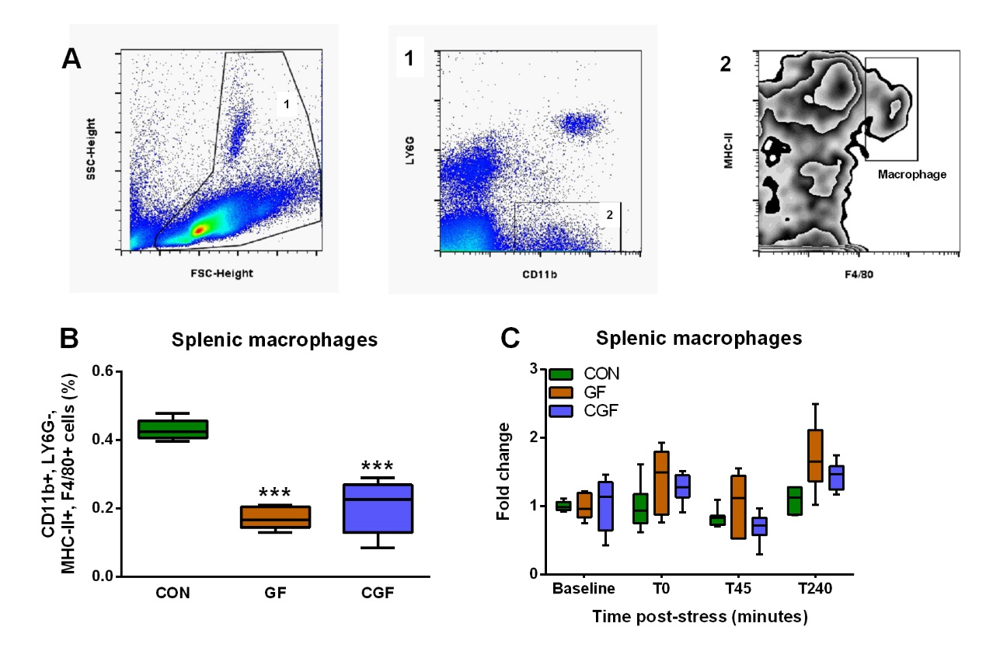 A
SSC-Height
1
FSC-Height
1
LY6G
2
CD11b
2
MHC-II
Macrophage
F4/80
B
Splenic macrophages
CD11b+, LY6G-,
MHC-II+, F4/80+ cells (%)
0.6
0.4
0.2
0.0
***
***
CON GF CGF
C
Splenic macrophages
Fold change
3
2
1
0
CON
GF
CGF
Baseline T0 T45 T240
Time post-stress (minutes)